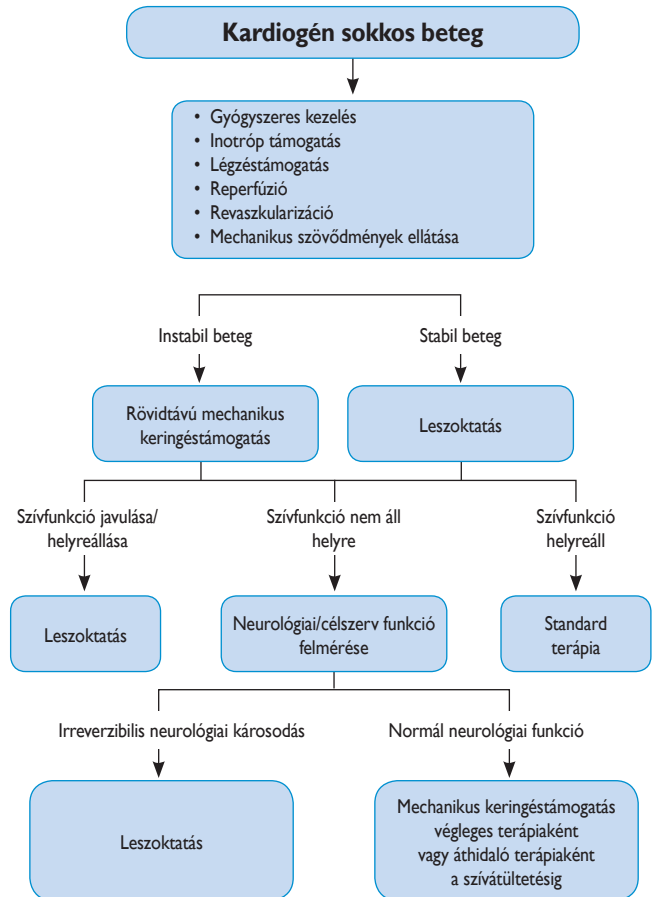 Kardiogén sokkos beteg
• Gyógyszeres kezelés
• Inotróp támogatás
• Légzéstámogatás
• Reperfúzió
• Revaszkularizáció
• Mechanikus szövődmények ellátása
Instabil beteg
Stabil beteg
Rövidtávú mechanikus
keringéstámogatás
Leszoktatás
Szívfunkció javulása/
helyreállása
Szívfunkció nem áll
helyre
Szívfunkció
helyreáll
Leszoktatás
Neurológiai/célszerv funkció
felmérése
Standard
terápia
Irreverzibilis neurológiai károsodás
Normál neurológiai funkció
Leszoktatás
Mechanikus keringéstámogatás
végleges terápiaként
vagy áthidaló terápiaként
a szívátültetésig